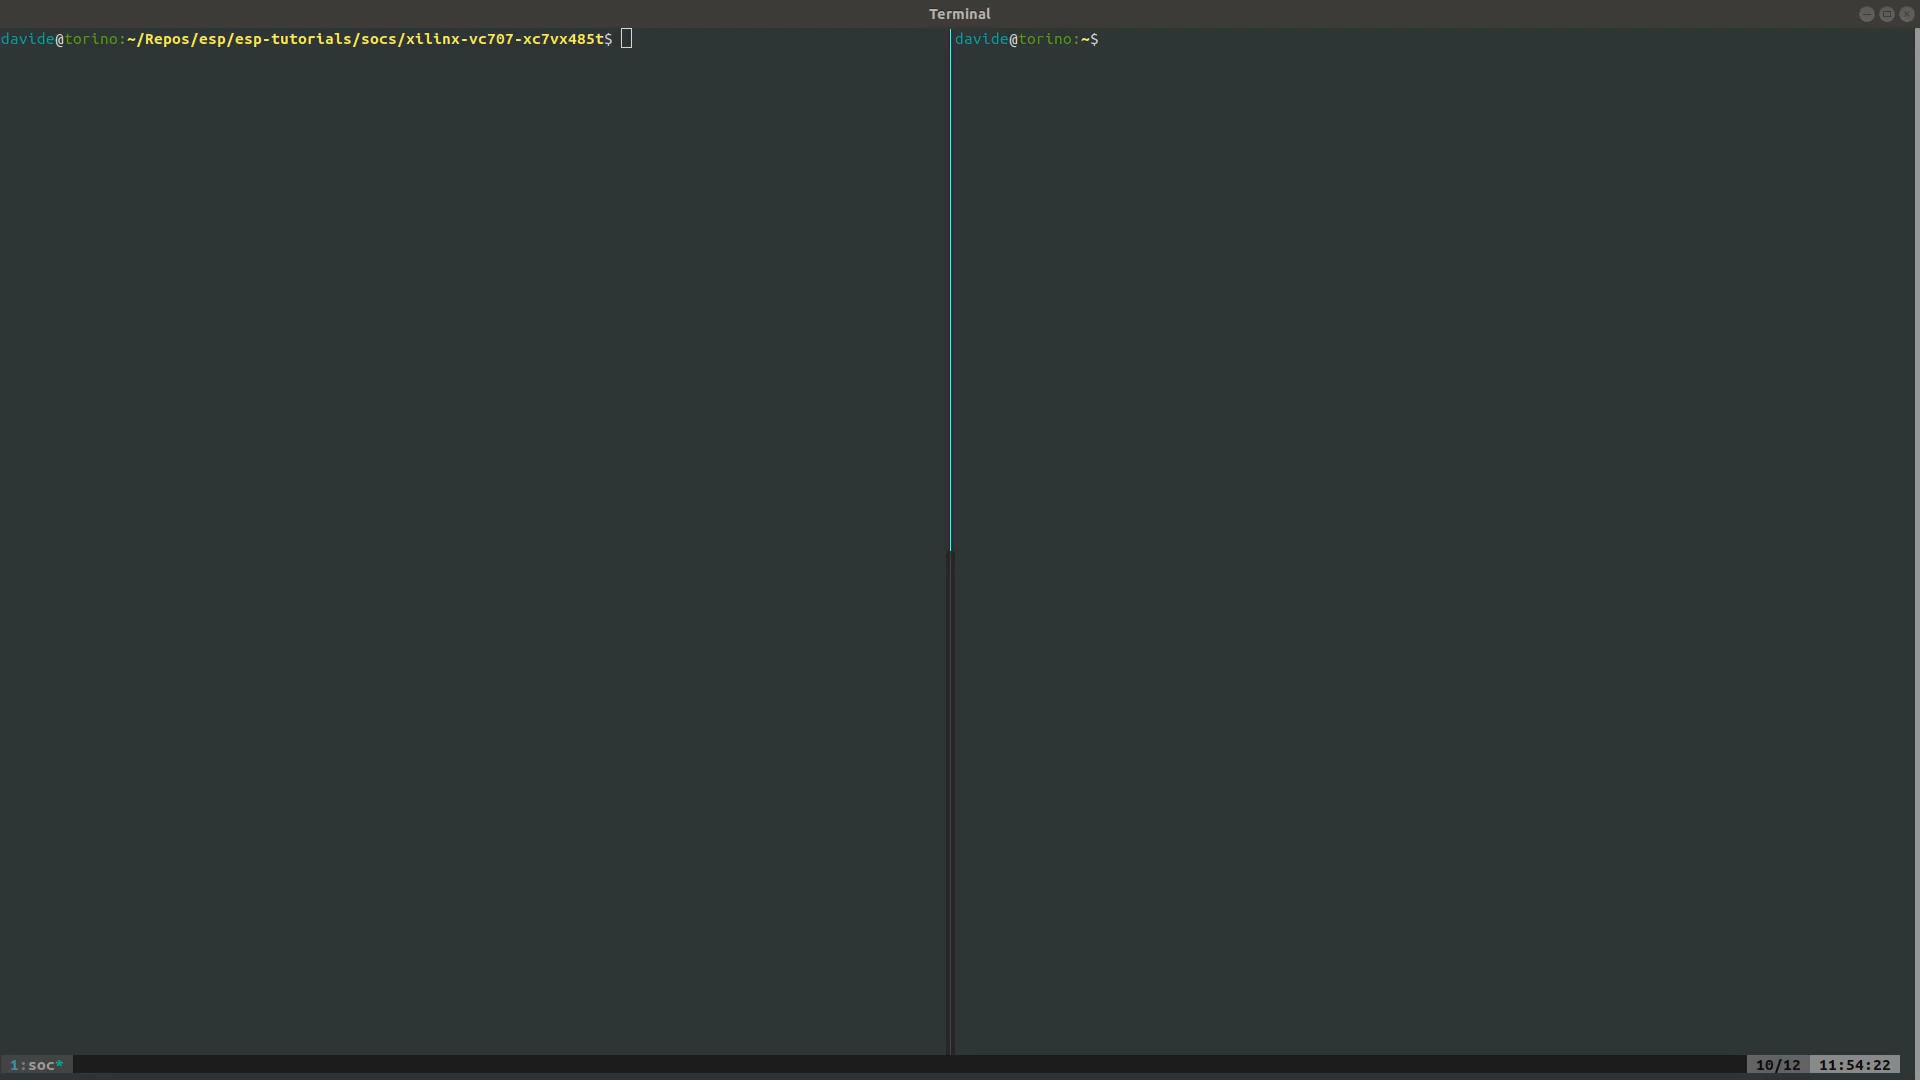 Terminal
davide@torino:~/Repos/esp/esp-tutorials/socs/xilinx-vc707-xc7vx485t$
davide@torino:~$
1:soc*
10/12 11:54:22